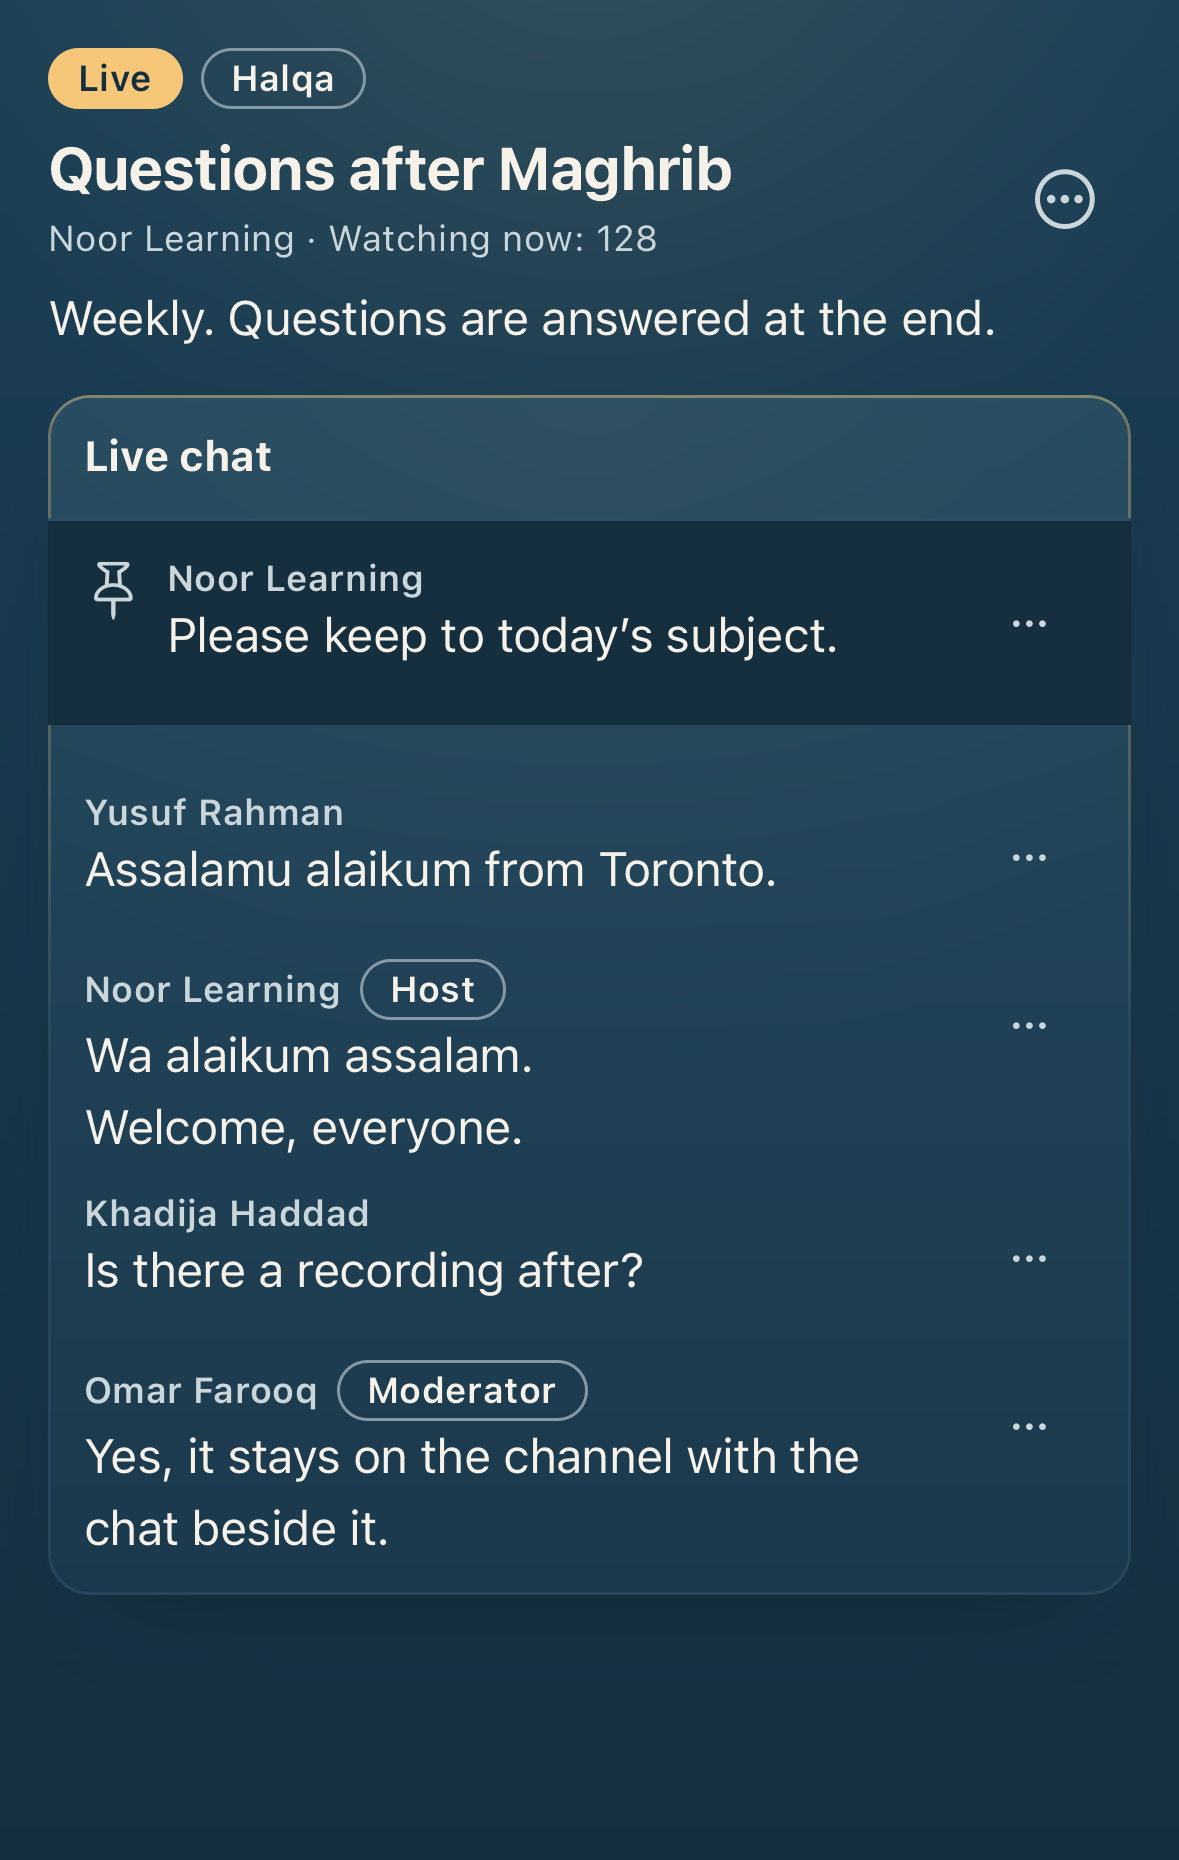 Live
Halqa
Questions after Maghrib
Noor Learning · Watching now: 128
Weekly. Questions are answered at the end.
Live chat
Noor Learning
Please keep to today’s subject.
Yusuf Rahman
Assalamu alaikum from Toronto.
Noor Learning Host
Wa alaikum assalam.
Welcome, everyone.
Khadija Haddad
Is there a recording after?
Omar Farooq Moderator
Yes, it stays on the channel with the
chat beside it.